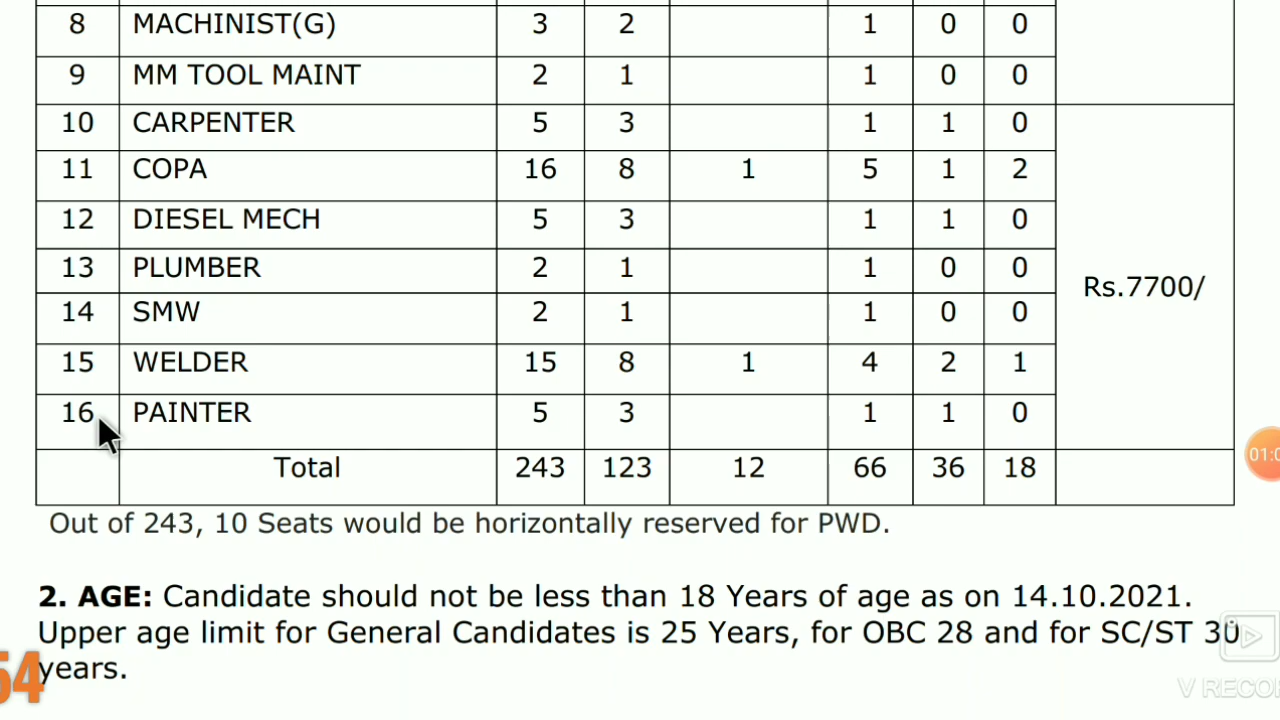 8 MACHINIST(G) 3 2 1 0 0
9 MM TOOL MAINT 2 1 1 0 0
10 CARPENTER 5 3 1 1 0
11 COPA 16 8 1 5 1 2
12 DIESEL MECH 5 3 1 1 0
13 PLUMBER 2 1 1 0 0
Rs.7700/
14 SMW 2 1 1 0 0
15 WELDER 15 8 1 4 2 1
16 PAINTER 5 3 1 1 0
Total 243 123 12 66 36 18
Out of 243, 10 Seats would be horizontally reserved for PWD.
2. AGE: Candidate should not be less than 18 Years of age as on 14.10.2021.
Upper age limit for General Candidates is 25 Years, for OBC 28 and for SC/ST 30
years.
54